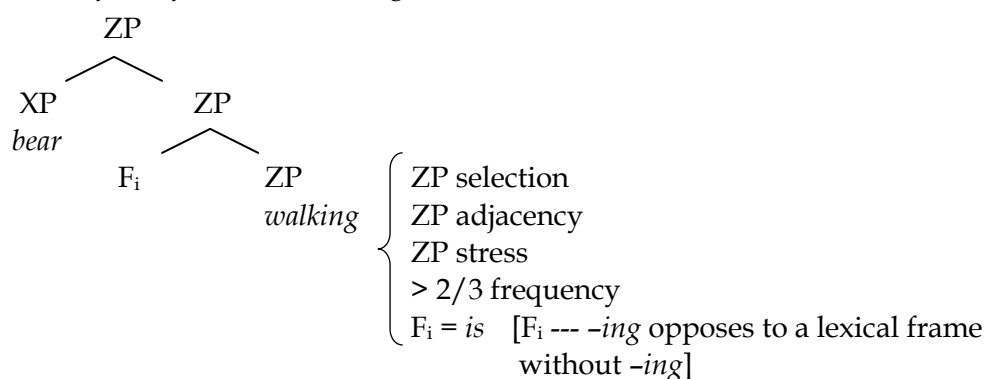 ZP
XP ZP
bear
Fi ZP ZP selection
walking ZP adjacency
ZP stress
> 2/3 frequency
Fi = is [Fi --- –ing opposes to a lexical frame
without –ing]